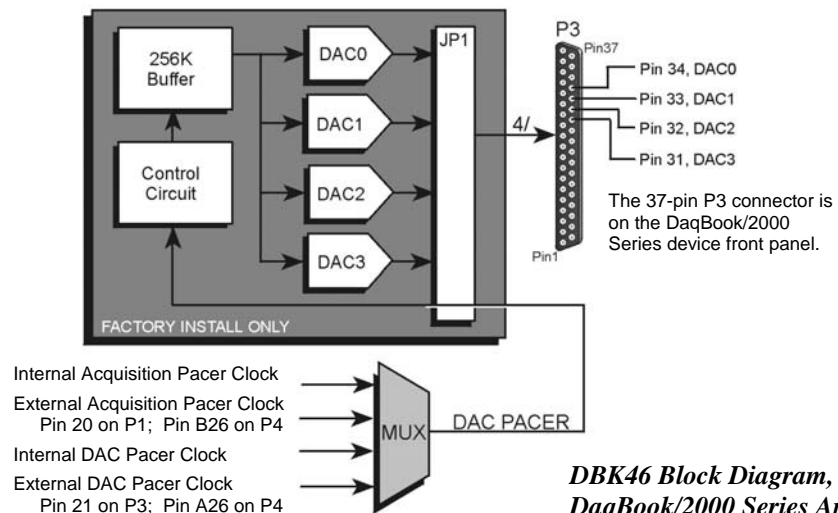 256K
Buffer
Control
Circuit
DAC0
DAC1
DAC2
DAC3
JP1
4/
P3
Pin37
Pin 34, DAC0
Pin 33, DAC1
Pin 32, DAC2
Pin 31, DAC3
Pin1
The 37-pin P3 connector is
on the DaqBook/2000
Series device front panel.
FACTORY INSTALL ONLY
Internal Acquisition Pacer Clock
External Acquisition Pacer Clock
Pin 20 on P1; Pin B26 on P4
Internal DAC Pacer Clock
External DAC Pacer Clock
Pin 21 on P3; Pin A26 on P4
MUX
DAC PACER
DBK46 Block Diagram,
DaqBook/2000 Series